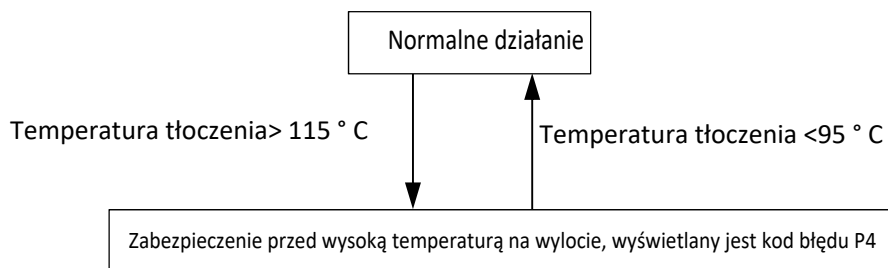 Normalne działanie
Temperatura tłoczenia> 115 ° C
Temperatura tłoczenia <95 ° C
Zabezpieczenie przed wysoką temperaturą na wylocie, wyświetlany jest kod błędu P4